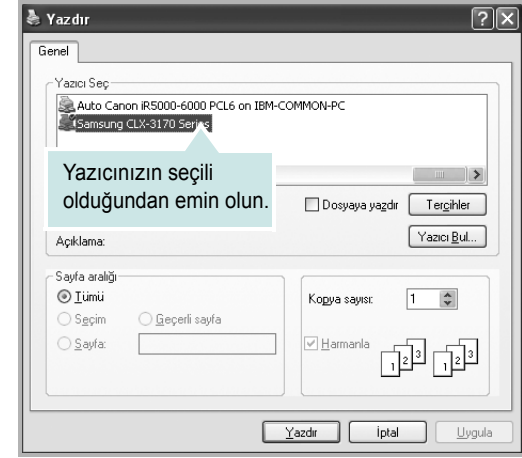 Yazdır
Genel
Yazıcı Seç
Auto Canon iR5000-6000 PCL6 on IBM-COMMON-PC
Samsung CLX-3170 Series
Yazıcınızın seçili
olduğundan emin olun.
Dosyaya yazdır
Tercihler
Açıklama:
Yazıcı Bul...
Sayfa aralığı
Tümü
Seçim
Geçerli sayfa
Sayfa:
Kopya sayısı:
1
Harmanla
1 2 3 1 2 3
Yazdır
İptal
Uygula